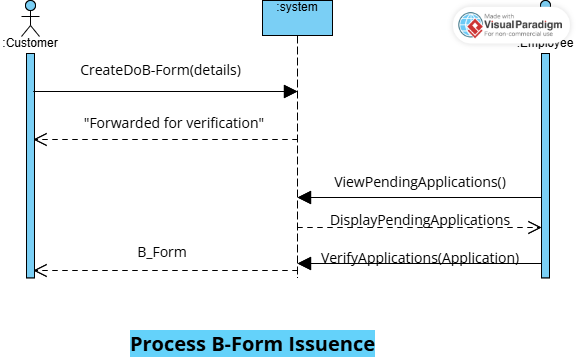 :system
Made with
Visual Paradigm
For non-commercial use
:Customer
:Employee
CreateDoB-Form(details)
"Forwarded for verification"
ViewPendingApplications()
DisplayPendingApplications
B_Form
VerifyApplications(Application)
Process B-Form Issuence